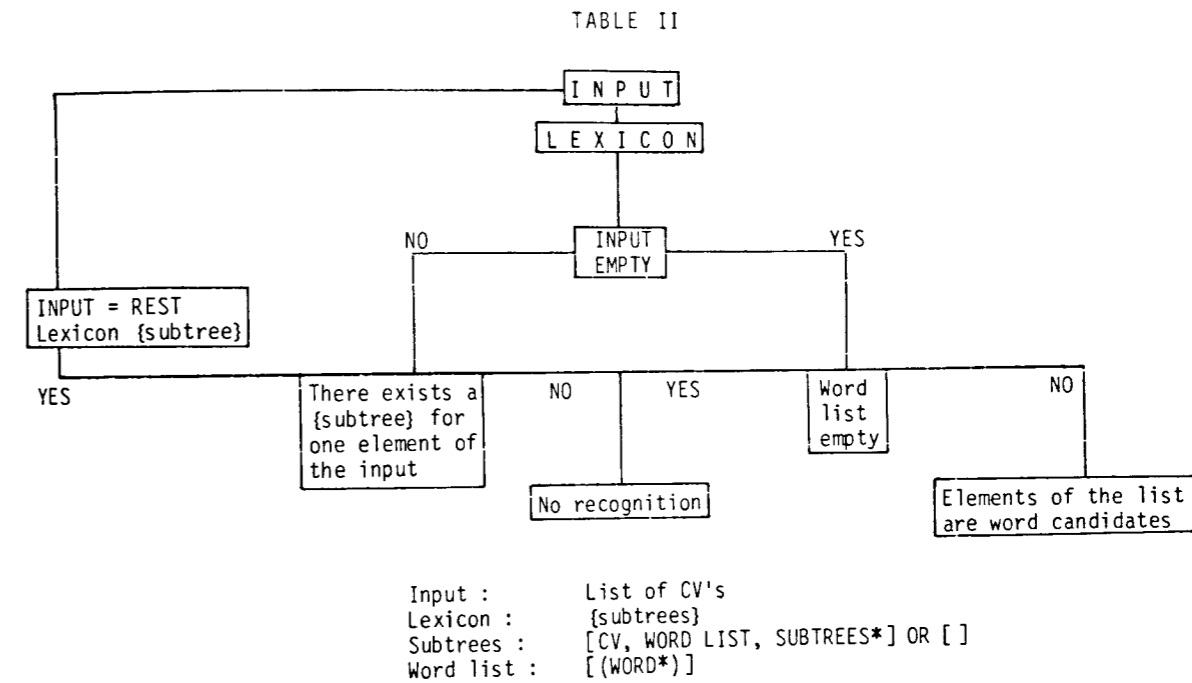 TABLE II
INPUT
LEXICON
NO
INPUT
EMPTY
YES
INPUT = REST
Lexicon {subtree}
YES
There exists a
{subtree} for
one element of
the input
NO
YES
Word
list
empty
NO
No recognition
Elements of the list
are word candidates
Input : List of CV's
Lexicon : {subtrees}
Subtrees : [CV, WORD LIST, SUBTREES*] OR [ ]
Word list : [(WORD*)]